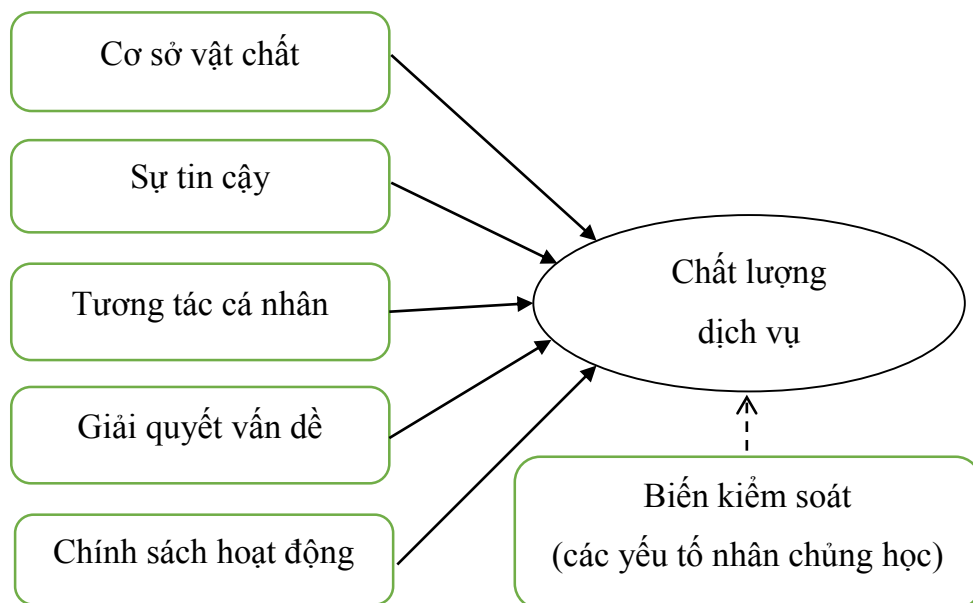 Cơ sở vật chất
Sự tin cậy
Tương tác cá nhân
Giải quyết vấn dề
Chính sách hoạt động
Chất lượng
dịch vụ
Biến kiểm soát
(các yếu tố nhân chủng học)